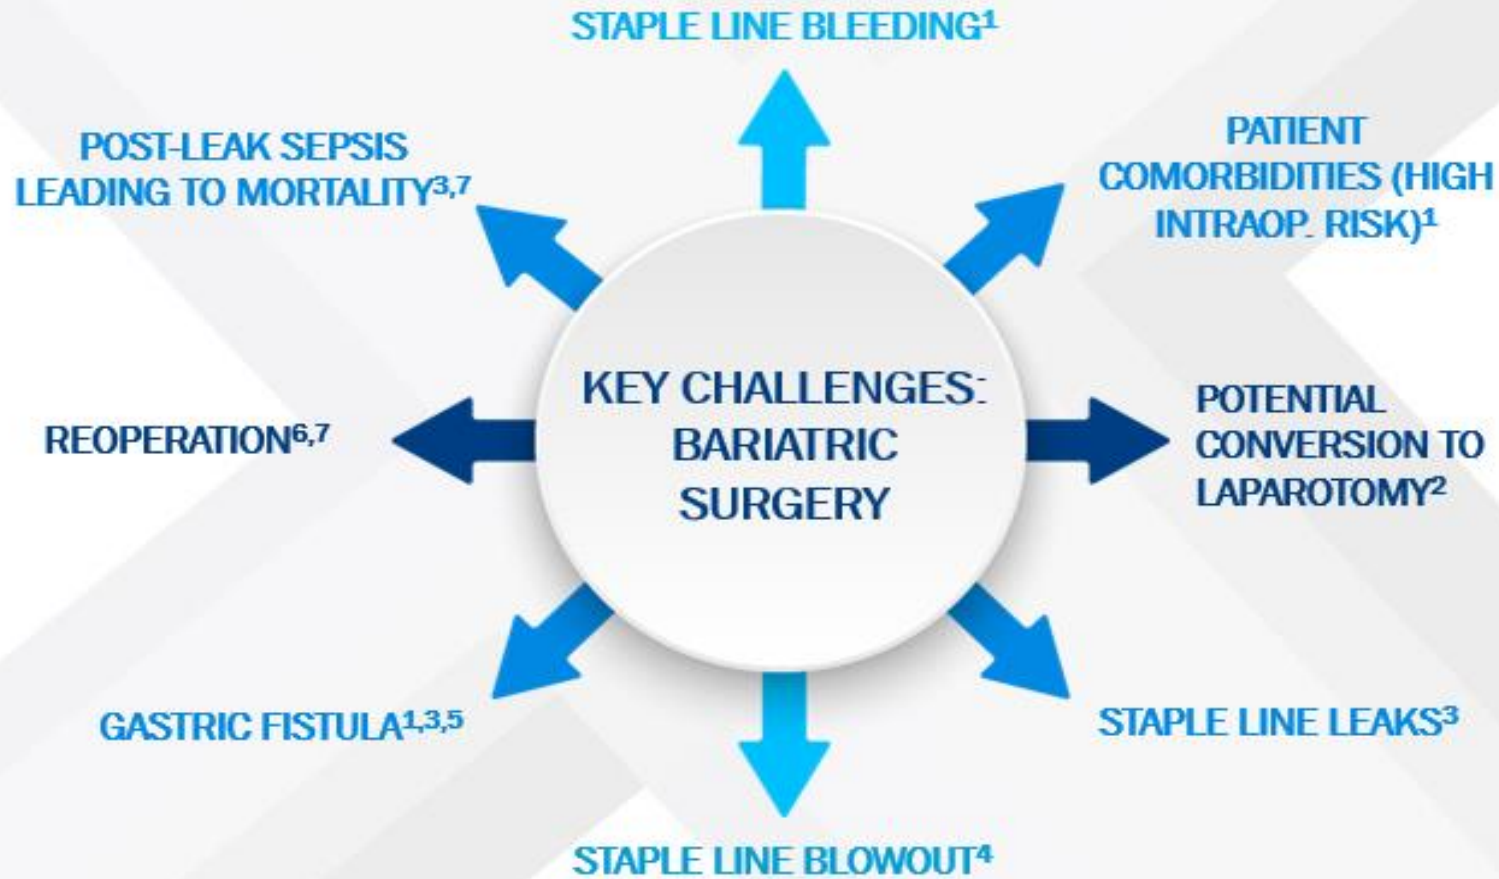 STAPLE LINE BLEEDING¹
POST-LEAK SEPSIS
LEADING TO MORTALITY³,⁷
PATIENT
COMORBIDITIES (HIGH
INTRAOP. RISK)¹
KEY CHALLENGES:
BARIATRIC
SURGERY
REOPERATION⁶,⁷
POTENTIAL
CONVERSION TO
LAPAROTOMY²
GASTRIC FISTULA¹,³,⁵
STAPLE LINE LEAKS³
STAPLE LINE BLOWOUT⁴